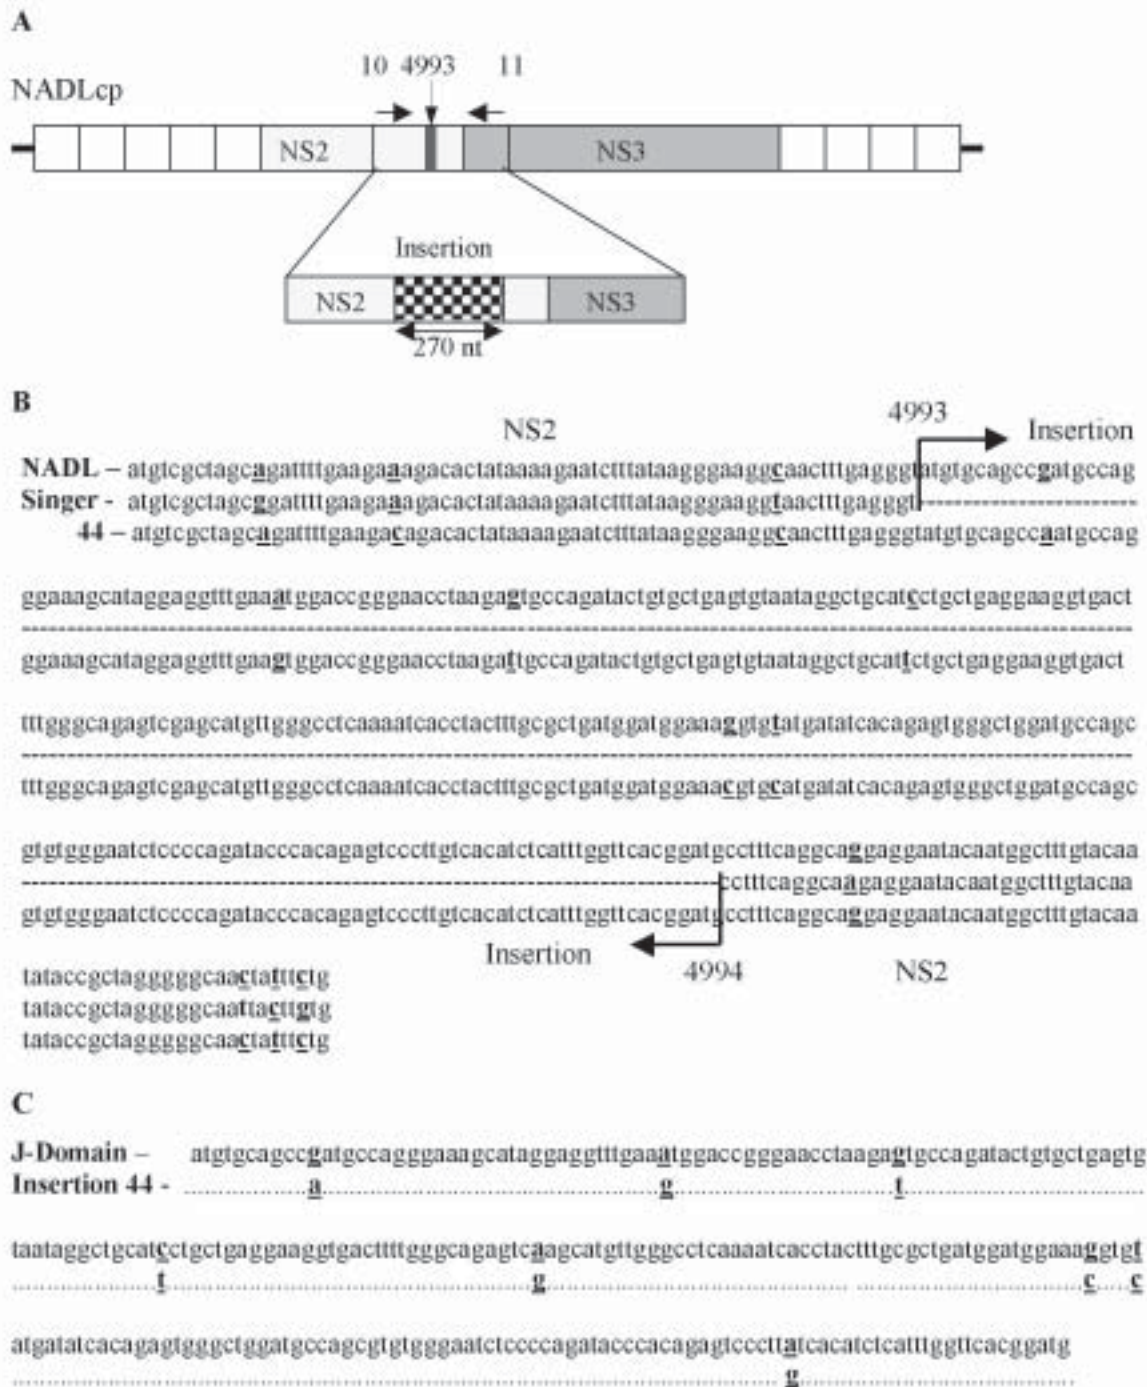 A
10 4993 11
NADLcp
NS2 NS3
Insertion
NS2 NS3
270 nt
B
4993
NS2 Insertion
NADL – atgtcgctagcagattttgaagaaagacactataaaagaatctttataagggaaggcaactttgagggtatgtgcagccgatgccag
Singer - atgtcgctagcggattttgaagaaagacactataaaagaatctttataagggaaggtaactttgagggt------------------------
44 – atgtcgctagcagattttgaagacagacactataaaagaatctttataagggaaggcaactttgagggtatgtgcagccaatgccag
ggaaagcataggaggtttgaaatggaccgggaacctaagagtgccagatactgtgctgagtgtaataggctgcatcctgctgaggaaggtgact
ggaaagcataggaggtttgaagtggaccgggaacctaagattgccagatactgtgctgagtgtaataggctgcattctgctgaggaaggtgact
tttgggcagagtcgagcatgttgggcctcaaaatcacctactttgcgctgatggatggaaaggtgtatgatatcacagagtgggctggatgccagc
tttgggcagagtcgagcatgttgggcctcaaaatcacctactttgcgctgatggatggaaacgtgcatgatatcacagagtgggctggatgccagc
gtgtgggaatctccccagatacccacagagtcccttgtcacatctcatttggttcacggatgcctttcaggcaggaggaatacaatggctttgtacaa
cctttcaggcaagaggaatacaatggctttgtacaa
gtgtgggaatctccccagatacccacagagtcccttgtcacatctcatttggttcacggatgcctttcaggcaggaggaatacaatggctttgtacaa
Insertion 4994 NS2
tataccgctagggggcaactatttctg
tataccgctagggggcaattacttgtg
tataccgctagggggcaactatttctg
C
J-Domain – atgtgcagccgatgccagggaaagcataggaggtttgaaatggaccgggaacctaagagtgccagatactgtgctgagtg
Insertion 44 - a g t
taataggctgcatcctgctgaggaaggtgacttttgggcagagtcaagcatgttgggcctcaaaatcacctactttgcgctgatggatggaaaggtgt
t g c c
atgatatcacagagtgggctggatgccagcgtgtgggaatctccccagatacccacagagtcccttatcacatctcatttggttcacggatg
g